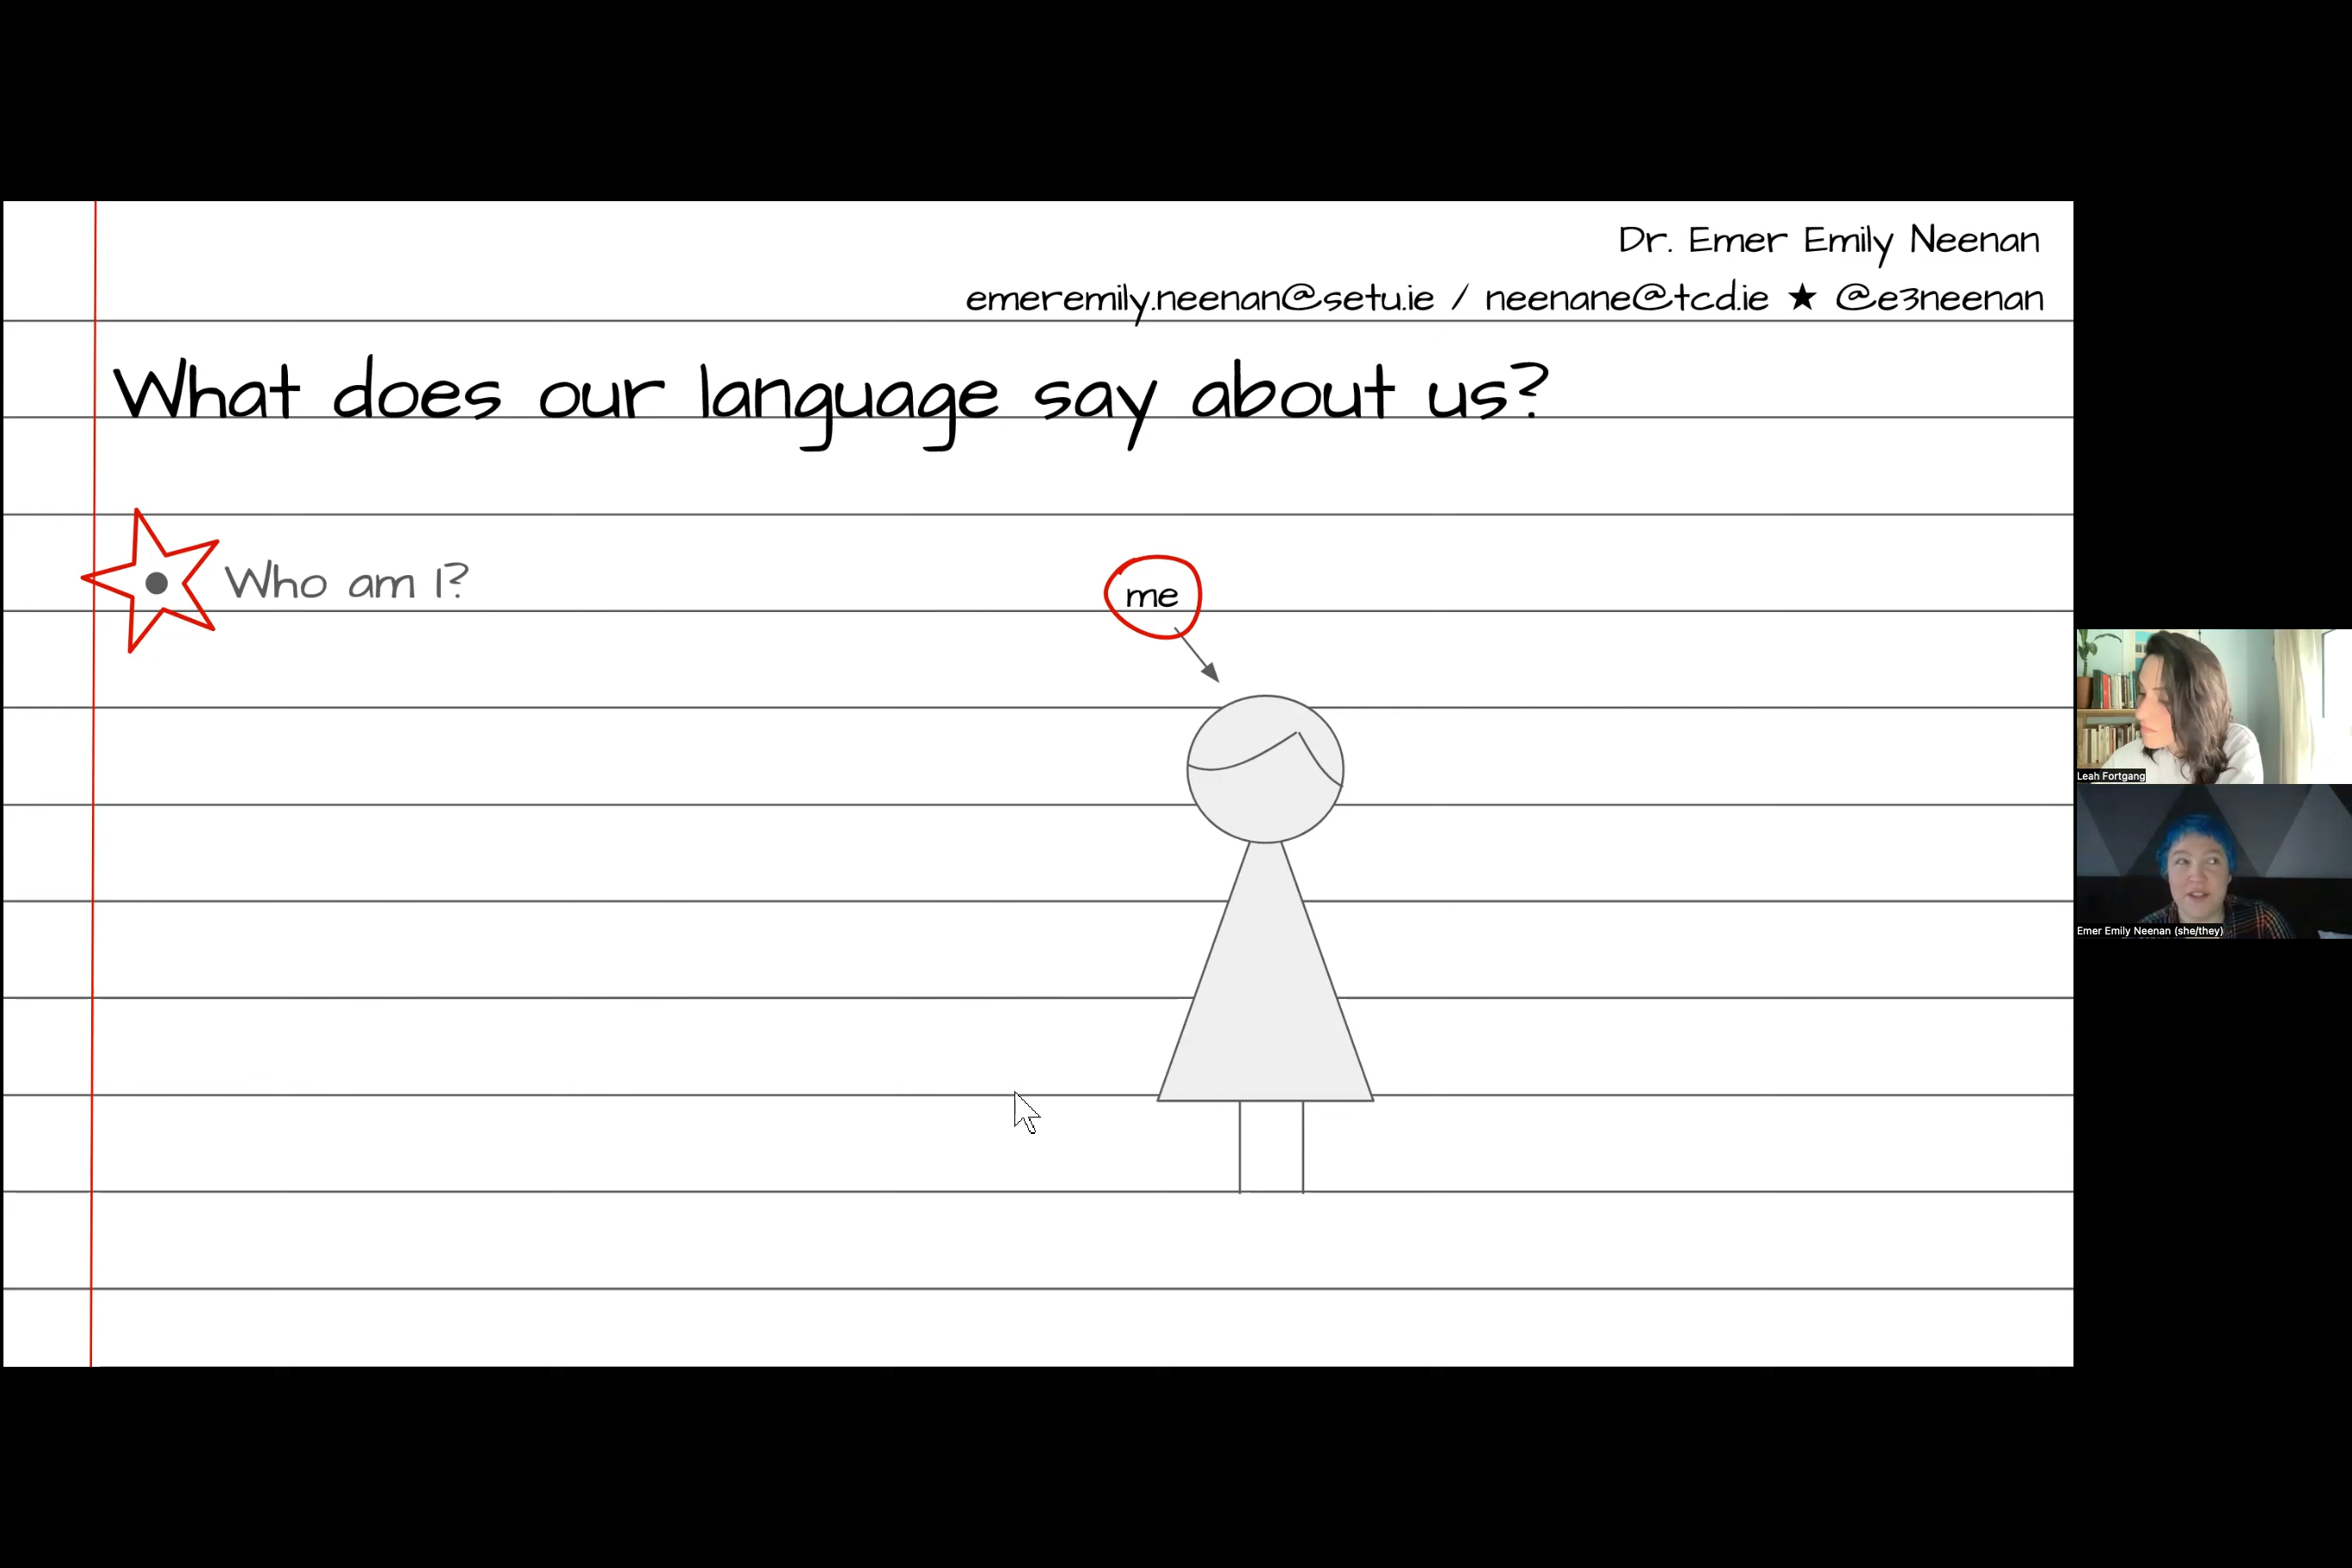 Dr. Emer Emily Neenan
emeremily.neenan@setu.ie / neenane@tcd.ie ★ @e3neenan
What does our language say about us?
Who am I?
me
Leah Fortgang
Emer Emily Neenan (she/they)